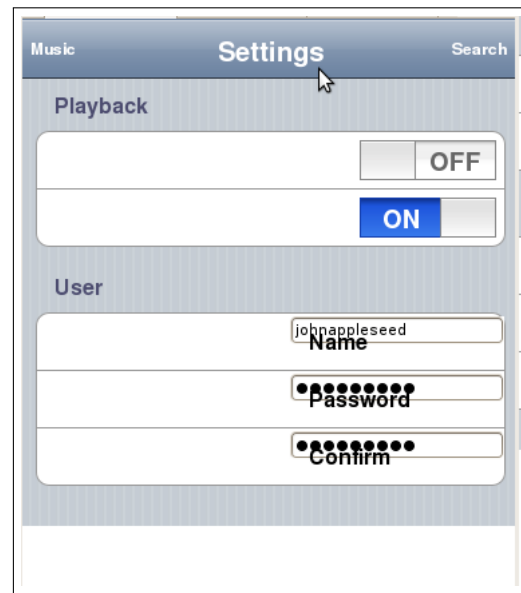 Music Settings Search
Playback
OFF
ON
User
johnappleseed
Name
●●●●●●●●●
Password
●●●●●●●●●
Confirm